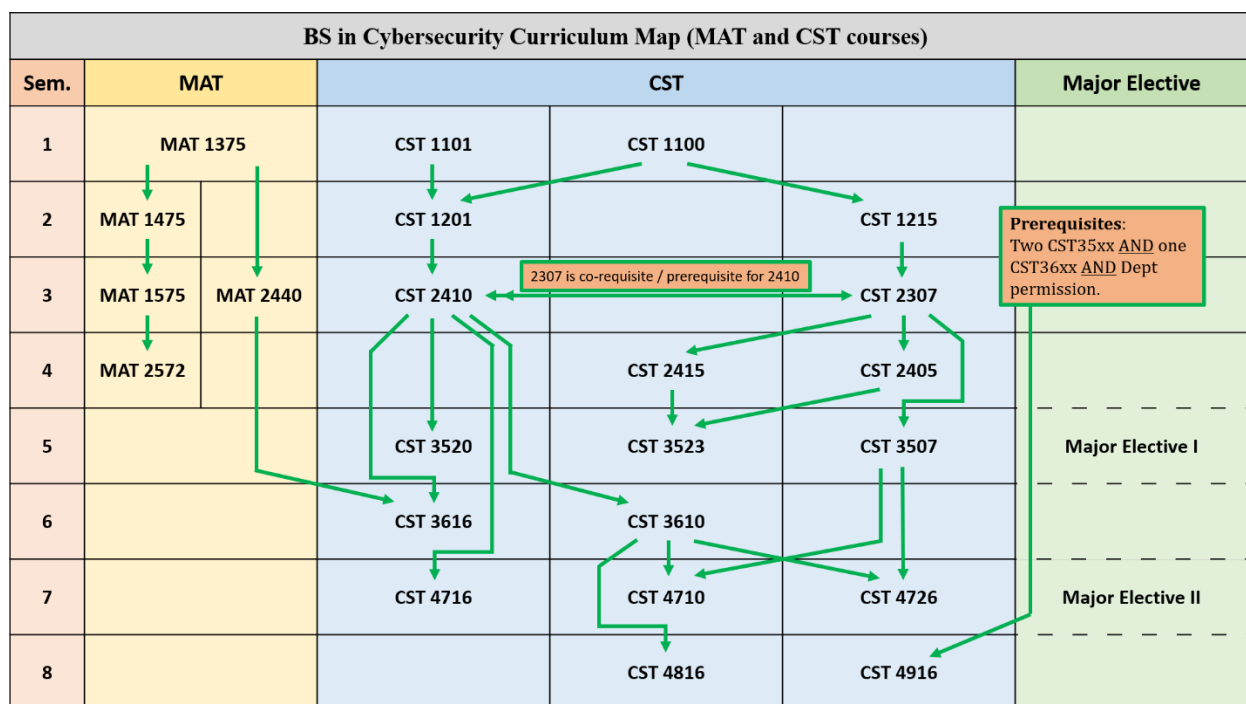 BS in Cybersecurity Curriculum Map (MAT and CST courses)
Sem. MAT CST Major Elective
1 MAT 1375 CST 1101 CST 1100
2 MAT 1475 CST 1201 CST 1215
Prerequisites:
Two CST35xx AND one
CST36xx AND Dept
permission.
3 MAT 1575 MAT 2440 CST 2410 2307 is co-requisite / prerequisite for 2410 CST 2307
4 MAT 2572 CST 2415 CST 2405
5 CST 3520 CST 3523 CST 3507 Major Elective I
6 CST 3616 CST 3610
7 CST 4716 CST 4710 CST 4726 Major Elective II
8 CST 4816 CST 4916